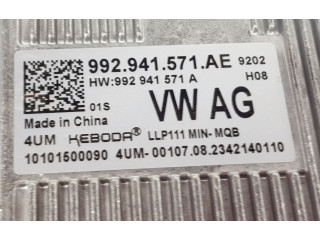 992.941.571.AE 9202
HW:992 941 571 A H08
01S VW AG
Made in China
4UM KEBODA® LLP111 MIN- MQB
10101500090 4UM- 00107.08.2342140110